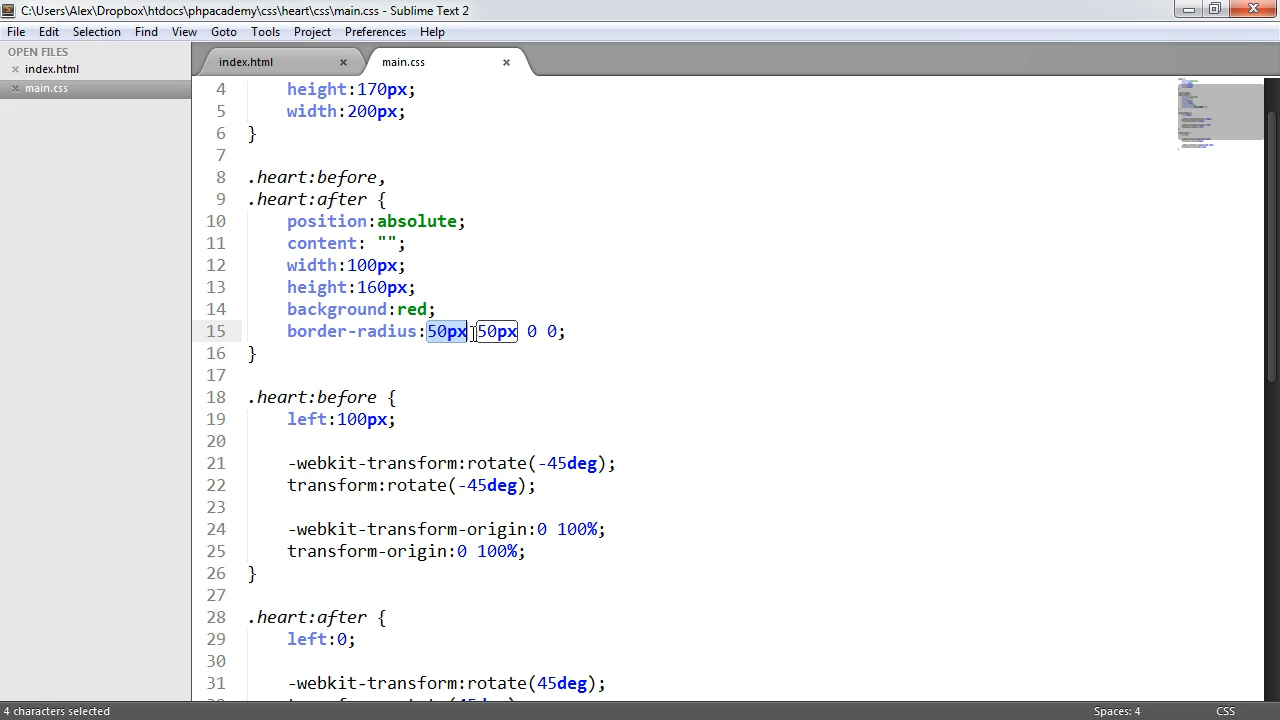 C:\Users\Alex\Dropbox\htdocs\phpacademy\css\heart\css\main.css - Sublime Text 2
File Edit Selection Find View Goto Tools Project Preferences Help
OPEN FILES
× index.html
× main.css
index.html ×
main.css ×
4 height:170px;
5 width:200px;
6 }
7
8 .heart:before,
9 .heart:after {
10 position:absolute;
11 content: "";
12 width:100px;
13 height:160px;
14 background:red;
15 border-radius:50px 50px 0 0;
16 }
17
18 .heart:before {
19 left:100px;
20
21 -webkit-transform:rotate(-45deg);
22 transform:rotate(-45deg);
23
24 -webkit-transform-origin:0 100%;
25 transform-origin:0 100%;
26 }
27
28 .heart:after {
29 left:0;
30
31 -webkit-transform:rotate(45deg);
4 characters selected
Spaces: 4
CSS